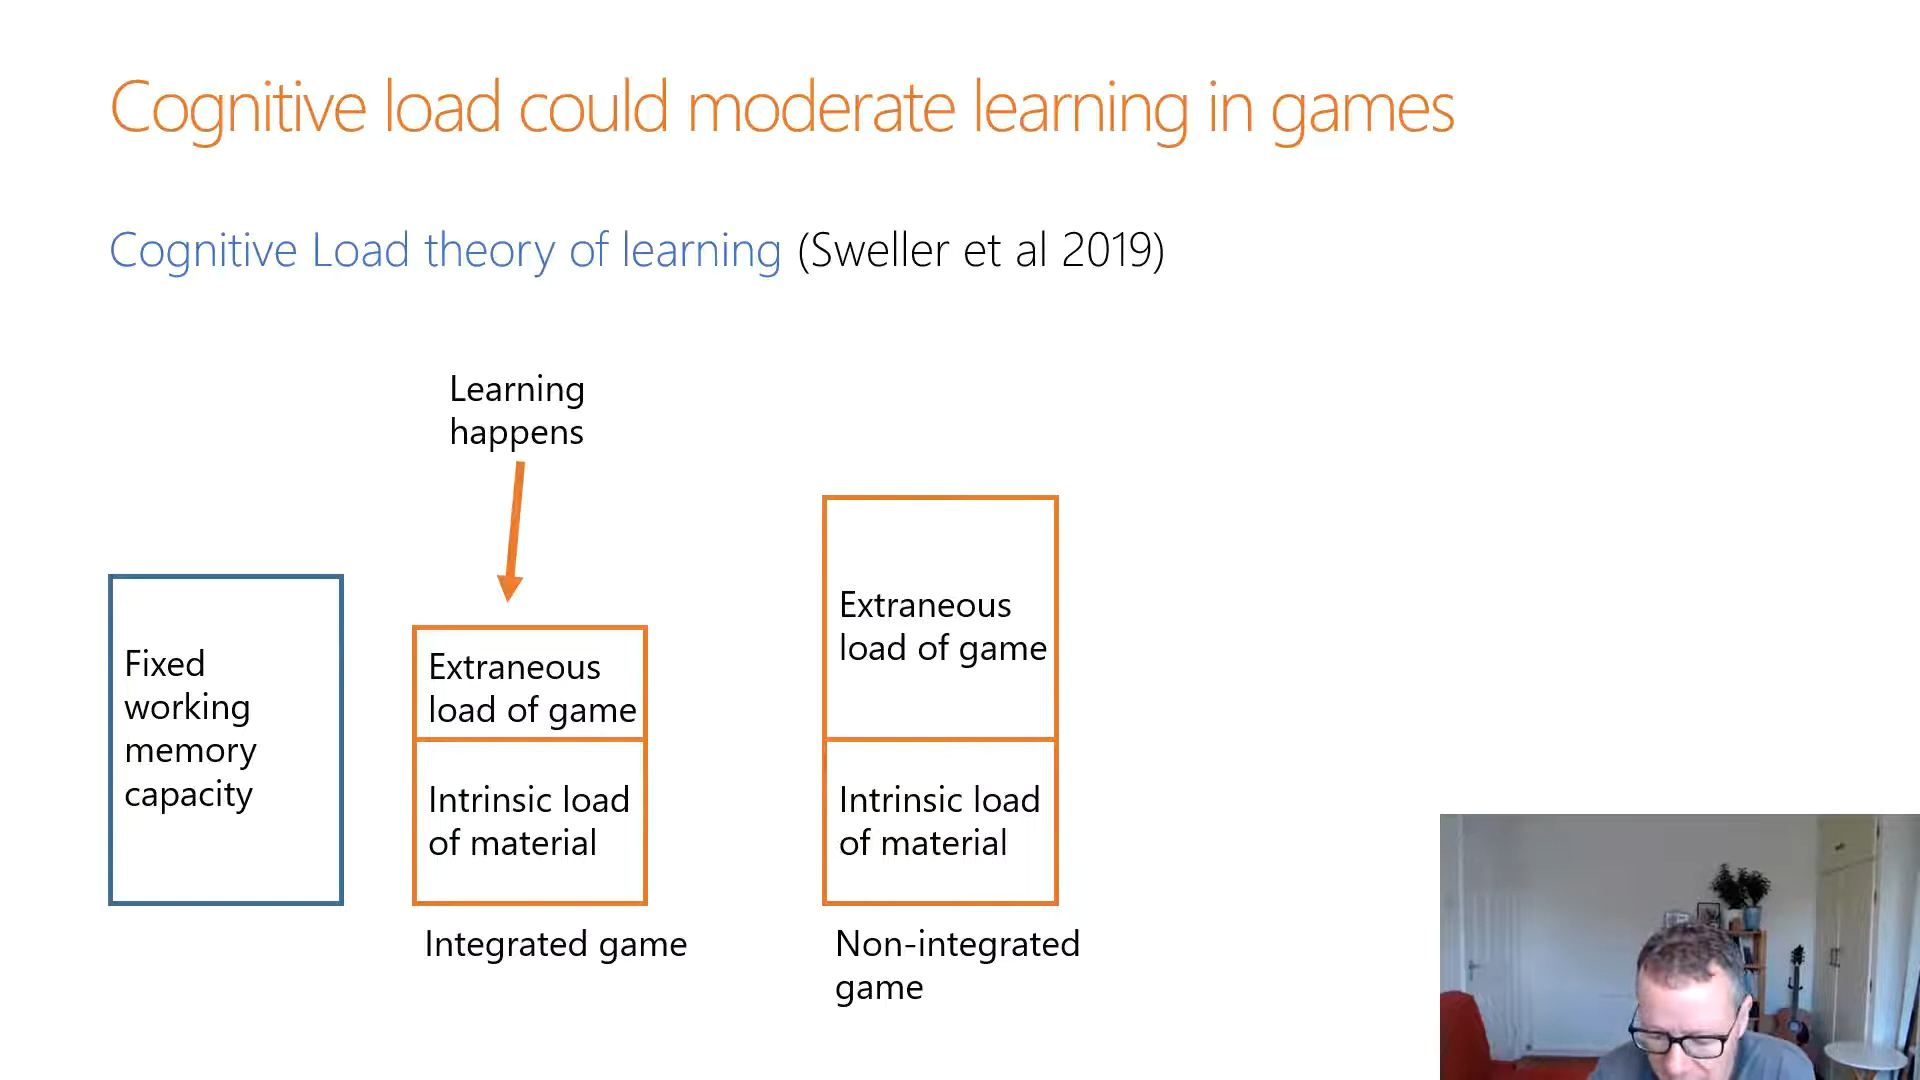 Cognitive load could moderate learning in games
Cognitive Load theory of learning (Sweller et al 2019)
Learning
happens
Fixed
working
memory
capacity
Extraneous
load of game
Intrinsic load
of material
Integrated game
Extraneous
load of game
Intrinsic load
of material
Non-integrated
game